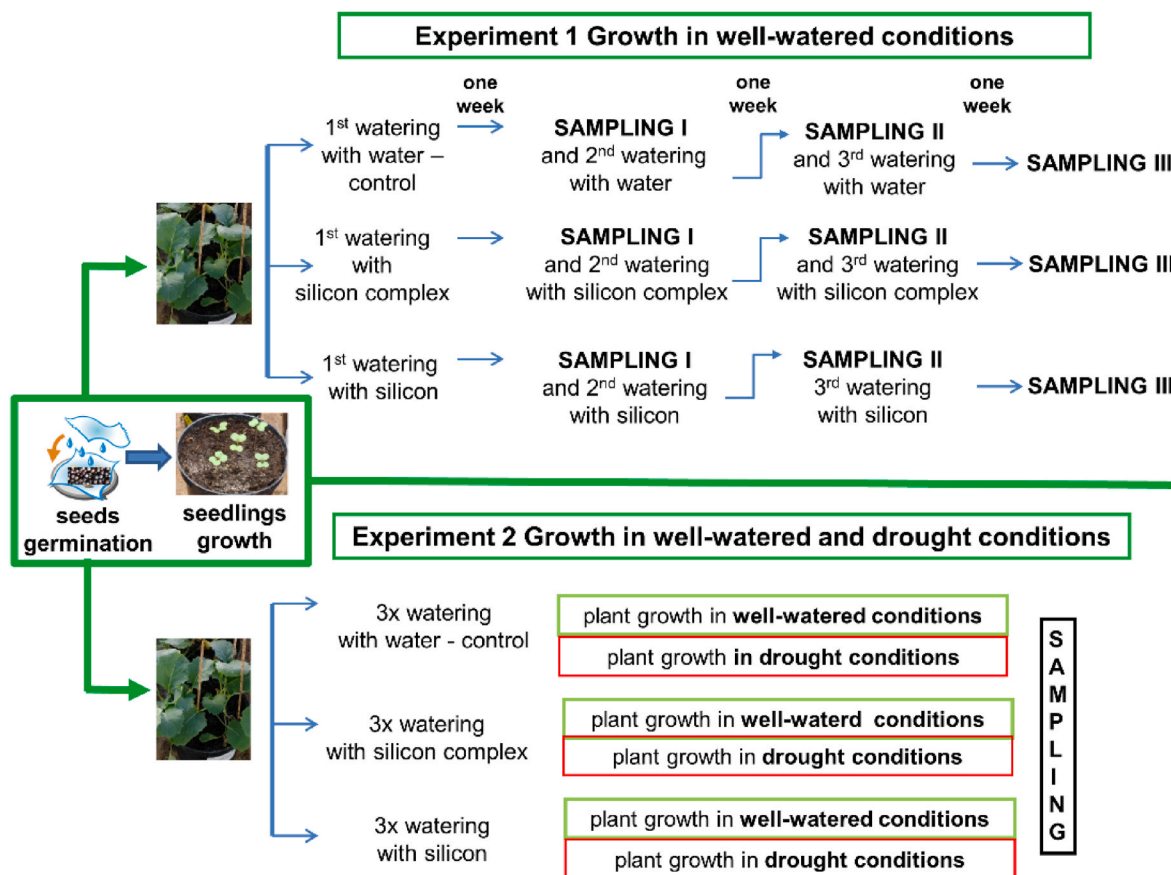 Experiment 1 Growth in well-watered conditions
one
week
one
week
one
week
1st watering
with water –
control
SAMPLING I
and 2nd watering
with water
SAMPLING II
and 3rd watering
with water
SAMPLING III
1st watering
with
silicon complex
SAMPLING I
and 2nd watering
with silicon complex
SAMPLING II
and 3rd watering
with silicon complex
SAMPLING III
1st watering
with silicon
SAMPLING I
and 2nd watering
with silicon
SAMPLING II
3rd watering
with silicon
SAMPLING III
seeds
germination
seedlings
growth
Experiment 2 Growth in well-watered and drought conditions
3x watering
with water - control
plant growth in well-watered conditions
plant growth in drought conditions
3x watering
with silicon complex
plant growth in well-waterd conditions
plant growth in drought conditions
3x watering
with silicon
plant growth in well-watered conditions
plant growth in drought conditions
SAMPLING